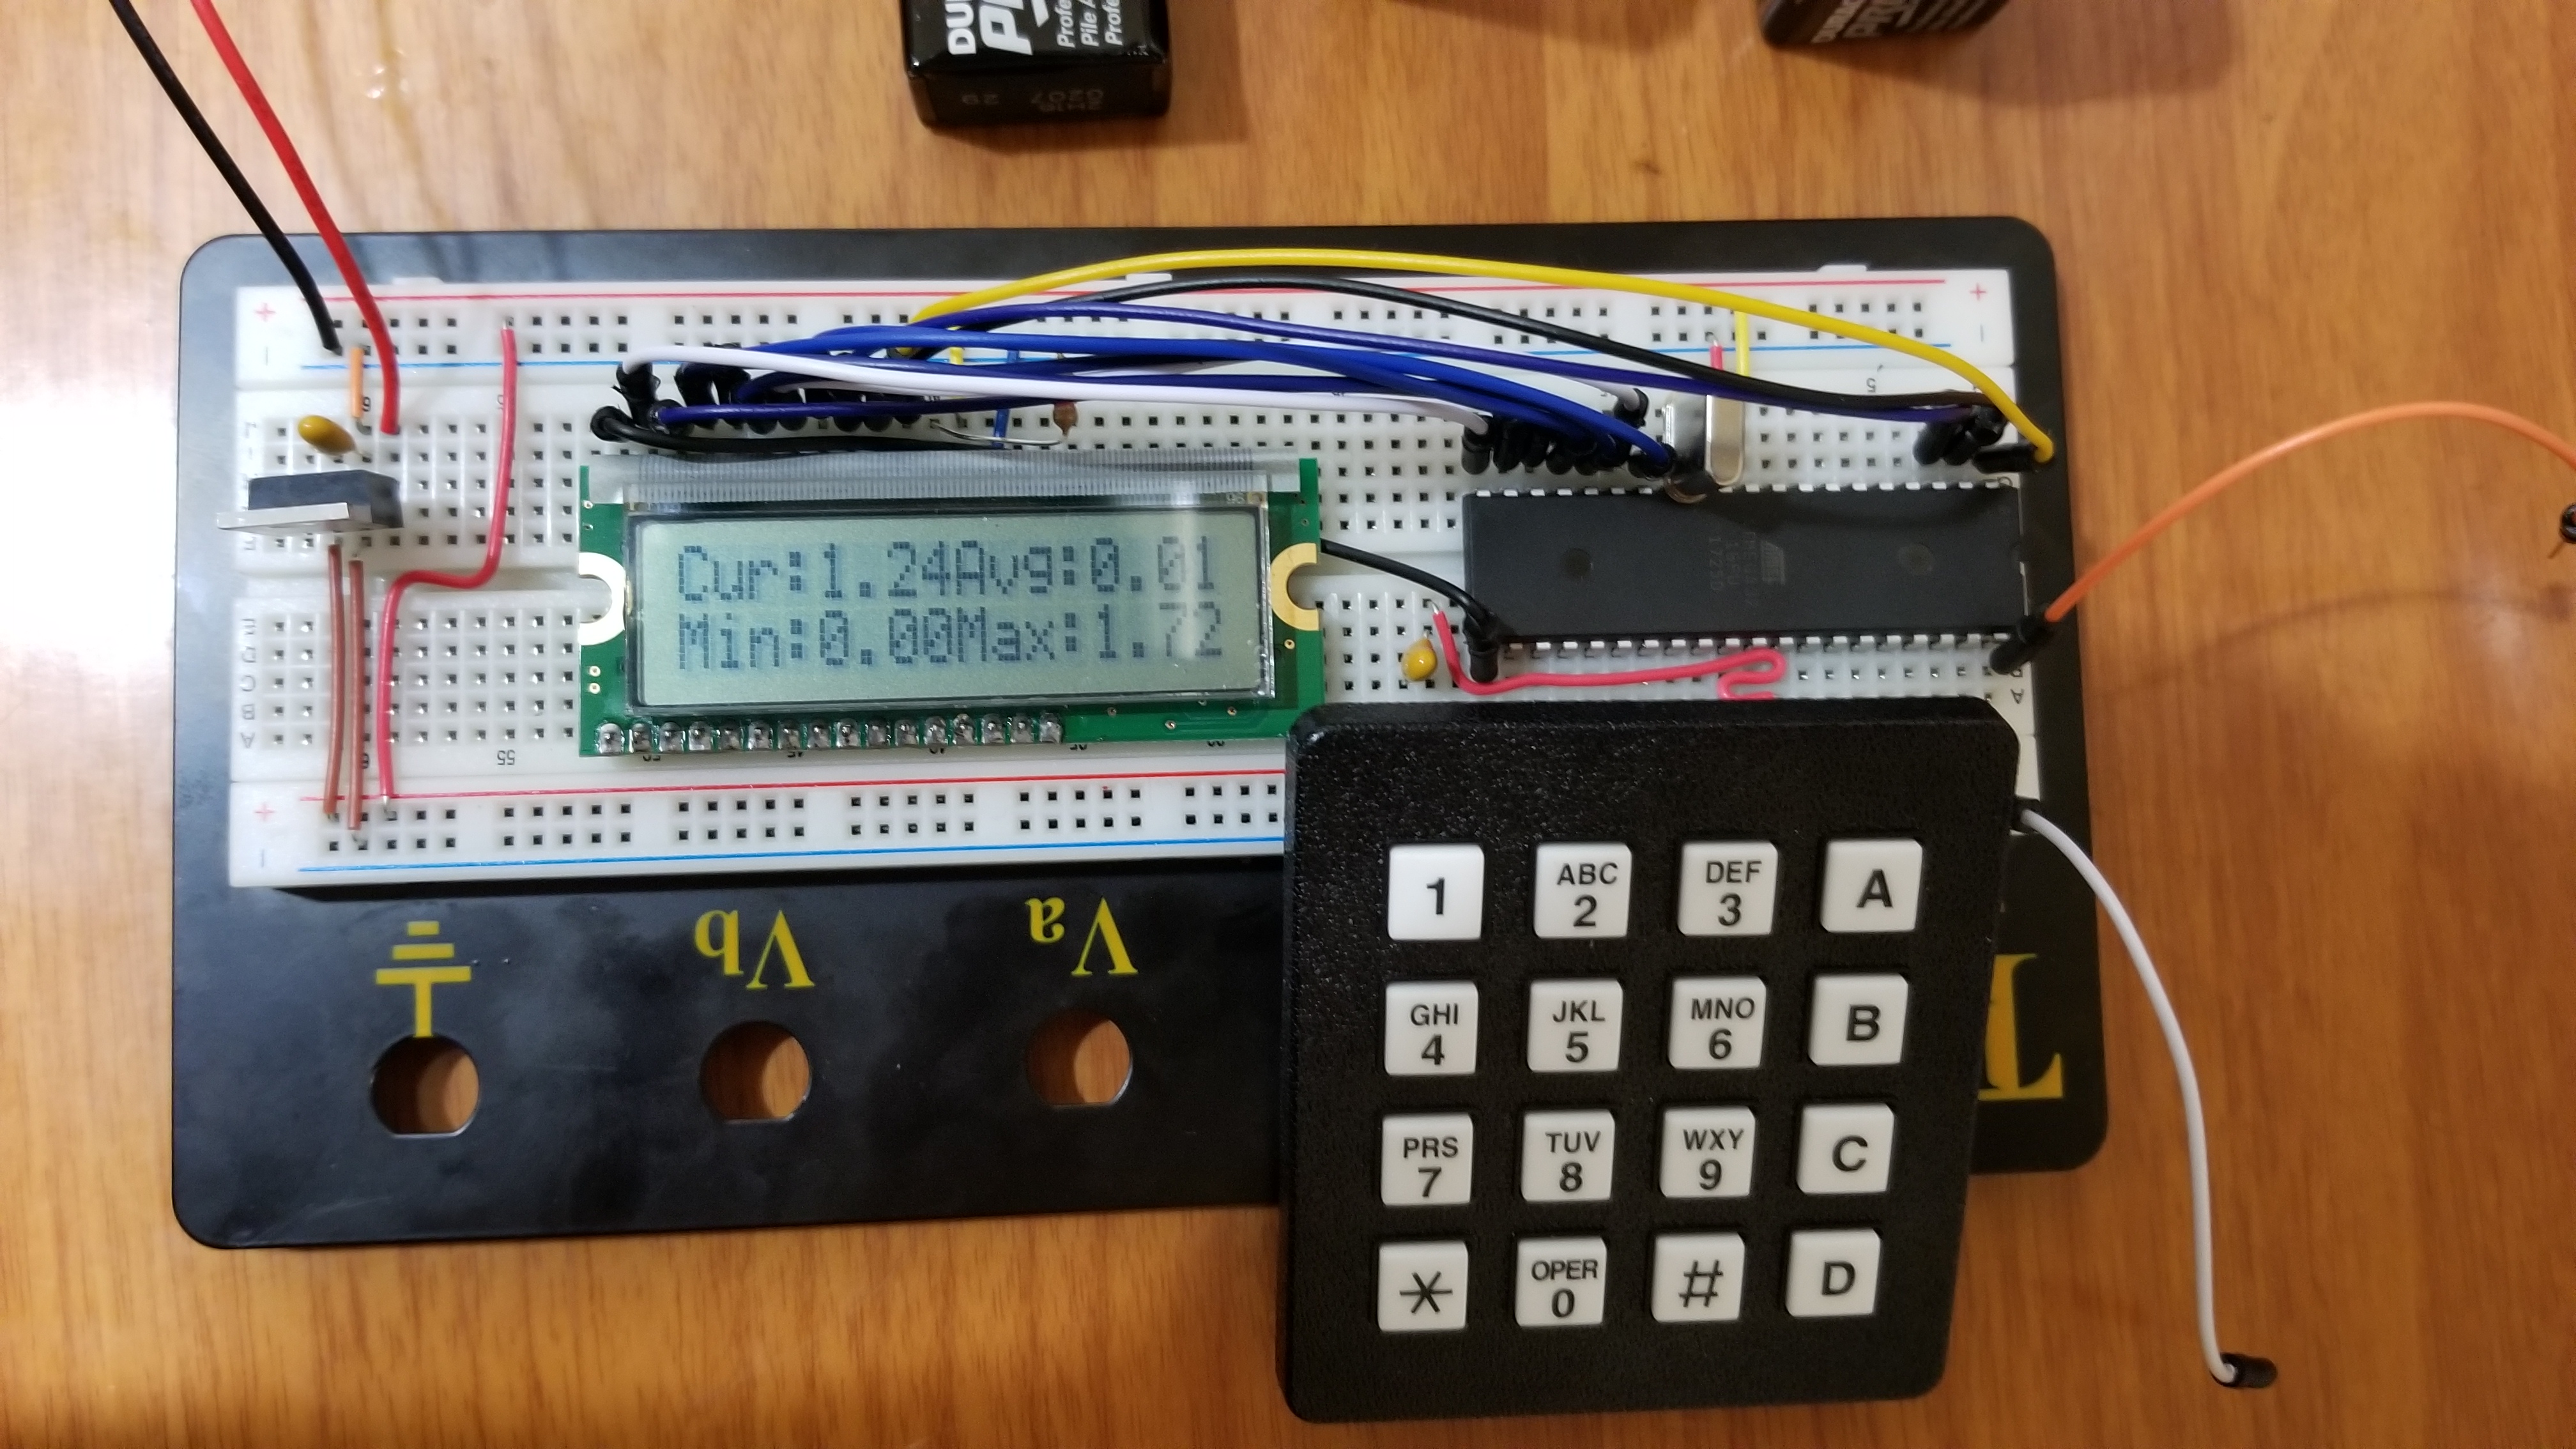 Cur:1.24Avg:0.01
Min:0.00Max:1.72
Vb
Va
1
ABC
2
DEF
3
A
GHI
4
JKL
5
MNO
6
B
PRS
7
TUV
8
WXY
9
C
*
OPER
0
#
D